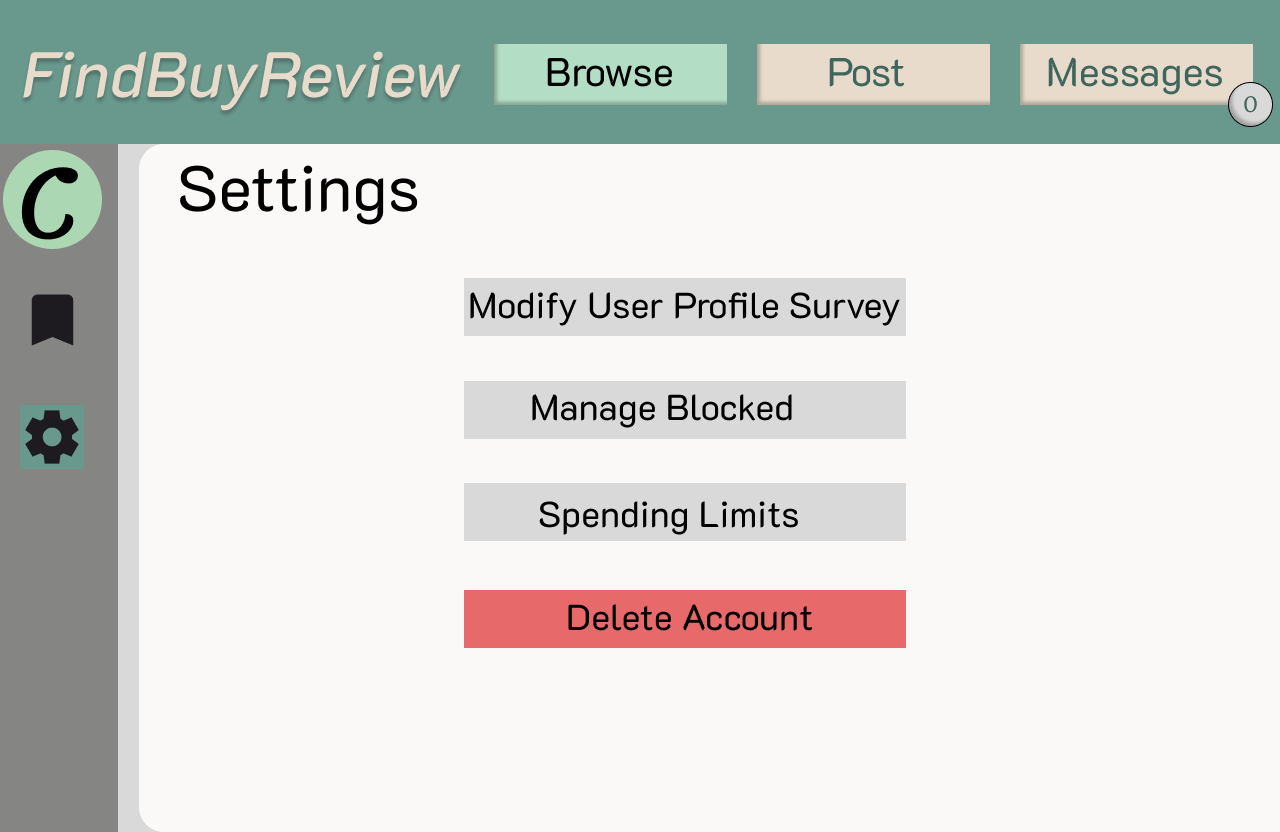 FindBuyReview
Browse
Post
Messages
0
C
Settings
Modify User Profile Survey
Manage Blocked
Spending Limits
Delete Account